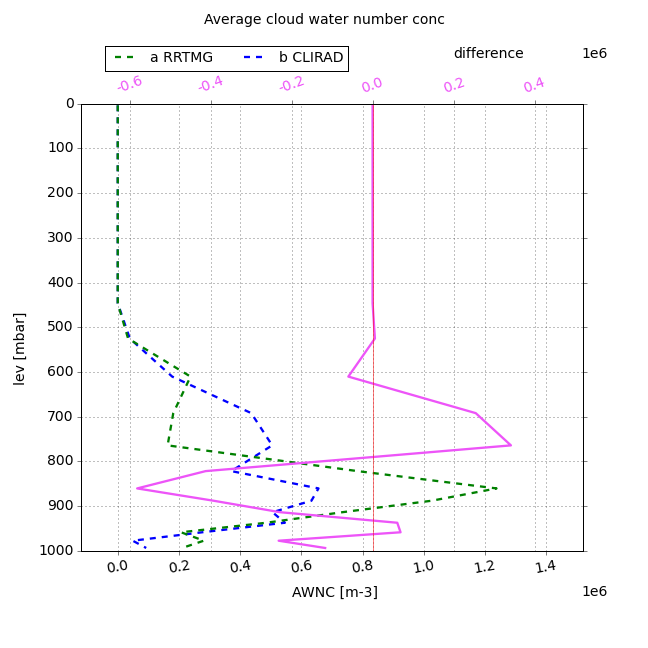 Average cloud water number conc
a RRTMG b CLIRAD difference 1e6
-0.6 -0.4 -0.2 0.0 0.2 0.4
0
100
200
300
400
500
600
700
800
900
1000
lev [mbar]
0.0 0.2 0.4 0.6 0.8 1.0 1.2 1.4
AWNC [m-3] 1e6